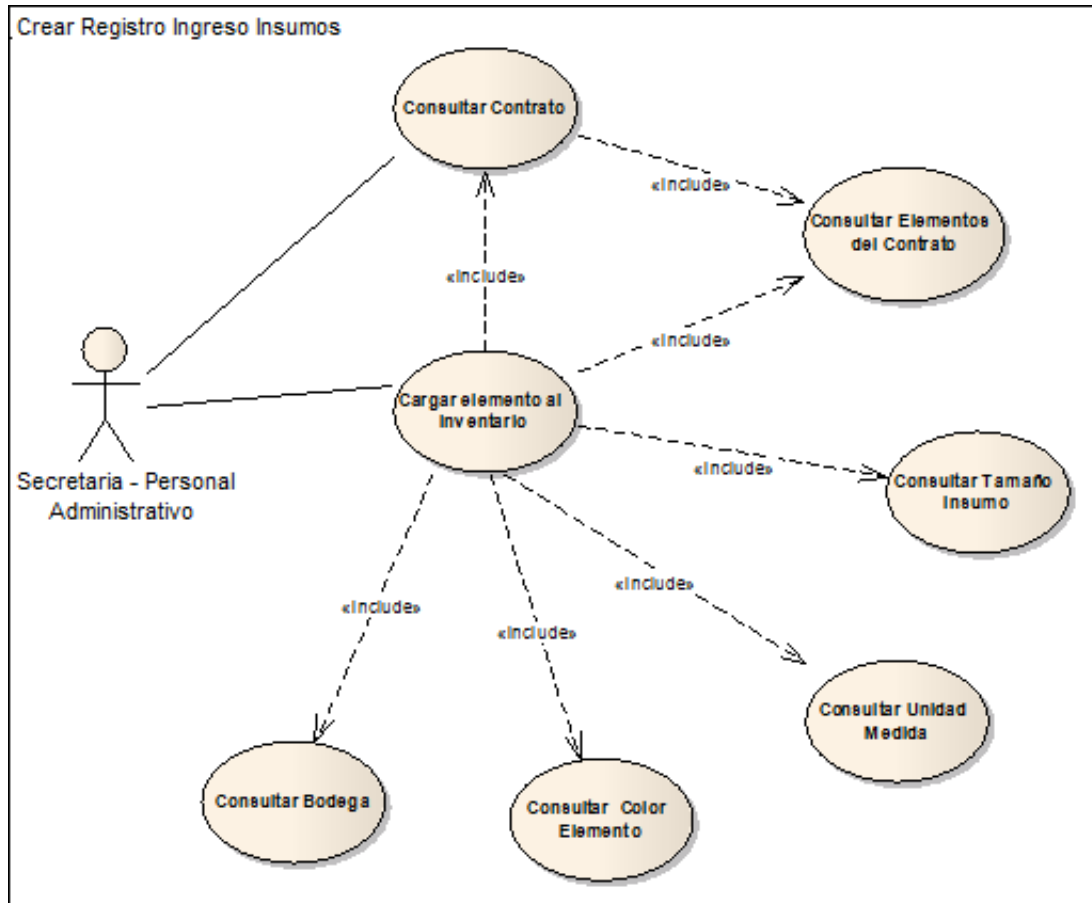 Crear Registro Ingreso Insumos
Consultar Contrato
«include»
Consultar Elementos
del Contrato
«include»
«include»
Cargar elemento al
Inventario
«include»
Consultar Tamaño
Insumo
Secretaria - Personal
Administrativo
«include»
«include»
«include»
Consultar Unidad
Medida
Consultar Bodega
Consultar Color
Elemento